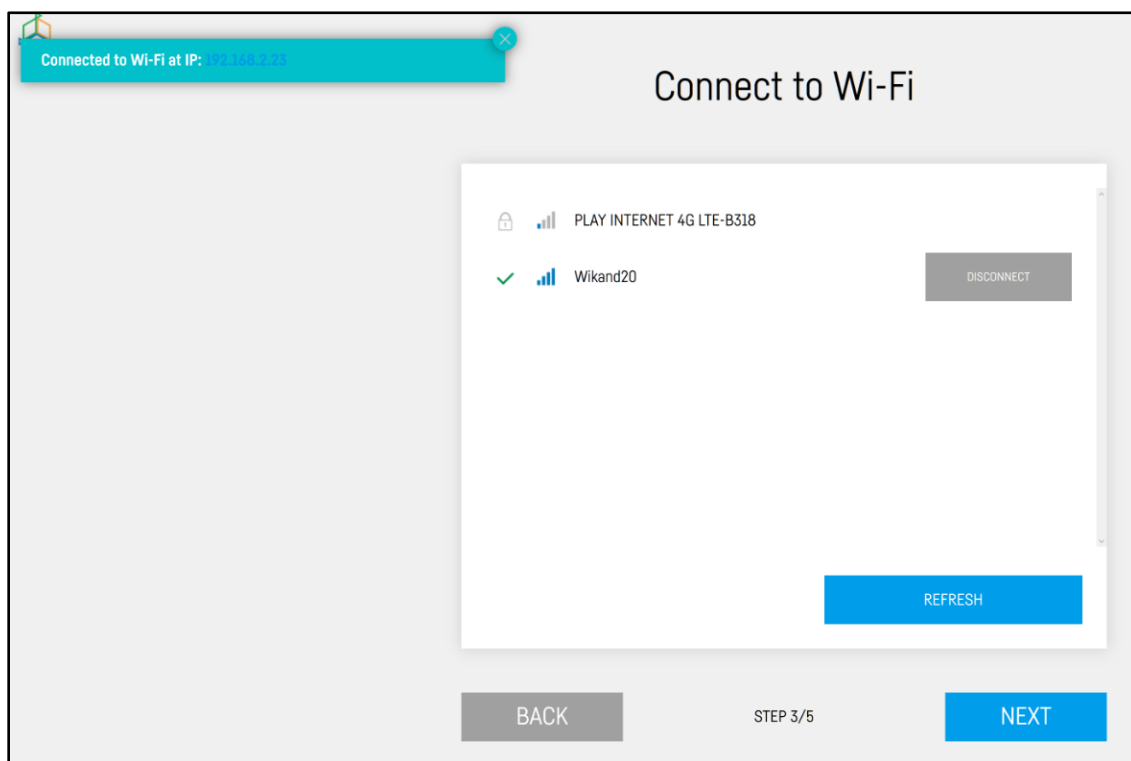 Connected to Wi-Fi at IP: 192.168.2.23
Connect to Wi-Fi
PLAY INTERNET 4G LTE-B318
Wikand20 DISCONNECT
REFRESH
BACK STEP 3/5 NEXT